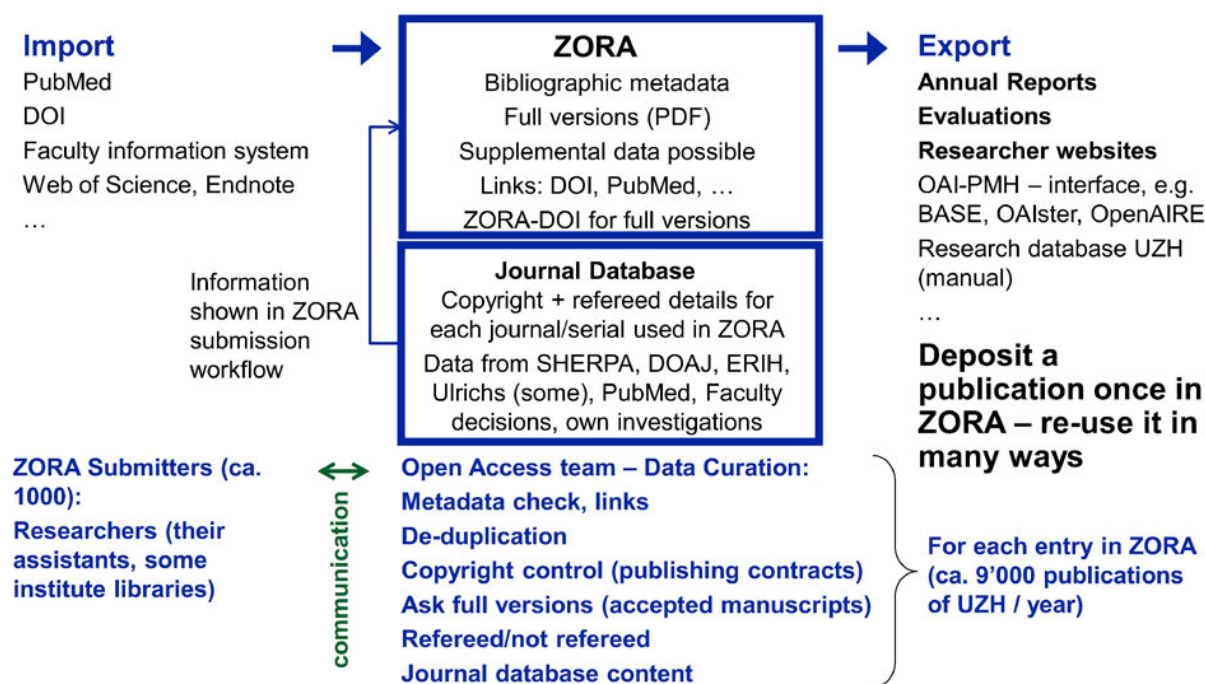 Import
PubMed
DOI
Faculty information system
Web of Science, Endnote
…
Information
shown in ZORA
submission
workflow
ZORA
Bibliographic metadata
Full versions (PDF)
Supplemental data possible
Links: DOI, PubMed, …
ZORA-DOI for full versions
Journal Database
Copyright + refereed details for
each journal/serial used in ZORA
Data from SHERPA, DOAJ, ERIH,
Ulrichs (some), PubMed, Faculty
decisions, own investigations
Export
Annual Reports
Evaluations
Researcher websites
OAI-PMH – interface, e.g.
BASE, OAIster, OpenAIRE
Research database UZH
(manual)
…
Deposit a
publication once in
ZORA – re-use it in
many ways
ZORA Submitters (ca.
1000):
Researchers (their
assistants, some
institute libraries)
communication
Open Access team – Data Curation:
Metadata check, links
De-duplication
Copyright control (publishing contracts)
Ask full versions (accepted manuscripts)
Refereed/not refereed
Journal database content
For each entry in ZORA
(ca. 9’000 publications
of UZH / year)